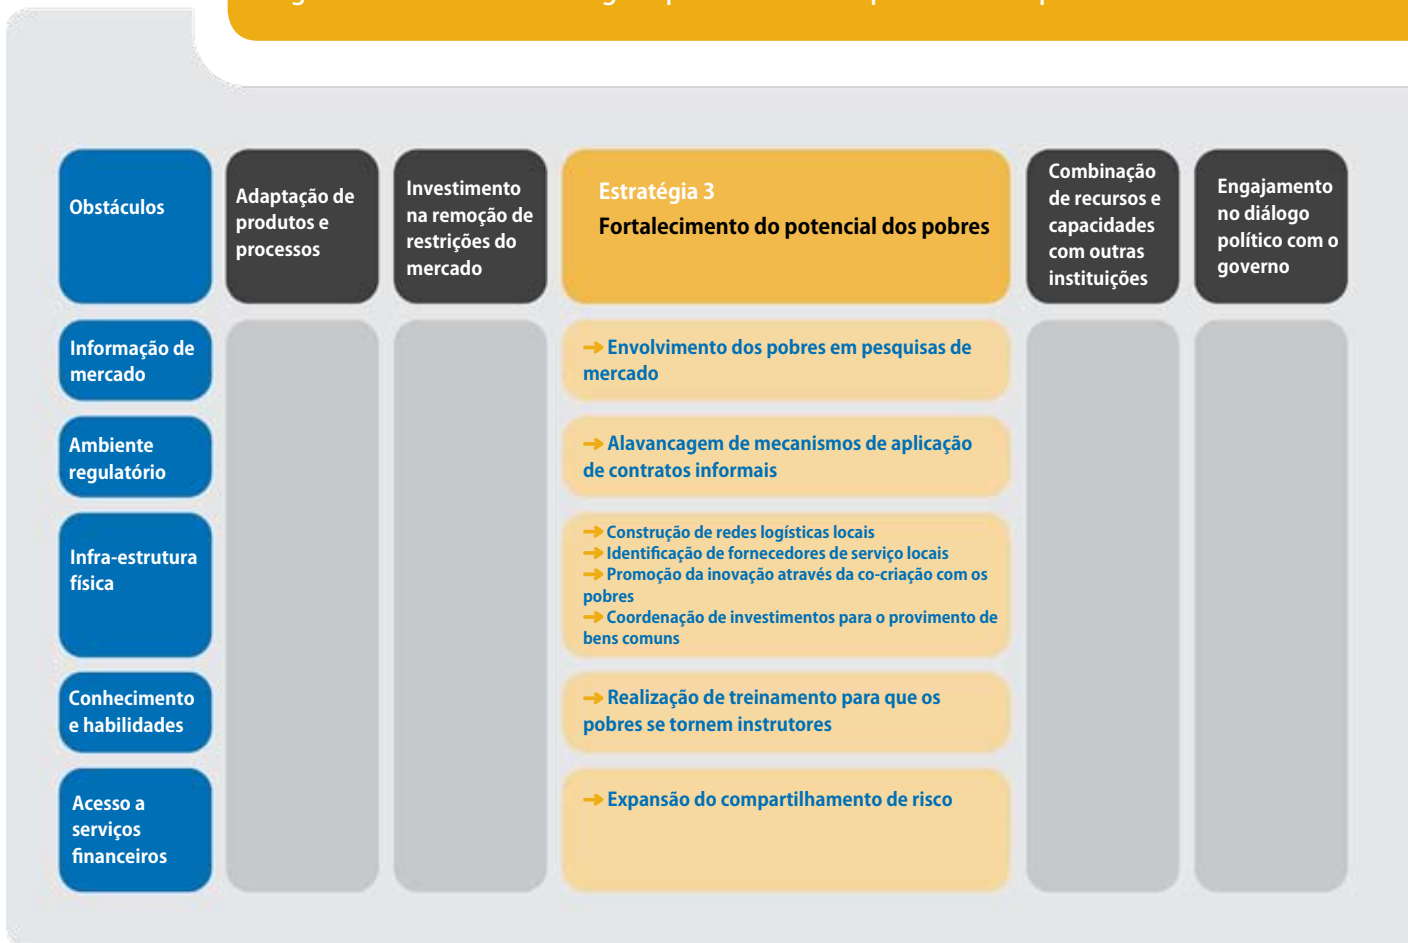 Obstáculos
Adaptação de
produtos e
processos
Investimento
na remoção de
restrições do
mercado
Estratégia 3
Fortalecimento do potencial dos pobres
Combinação
de recursos e
capacidades
com outras
instituições
Engajamento
no diálogo
político com o
governo
Informação de
mercado
→ Envolvimento dos pobres em pesquisas de
mercado
Ambiente
regulatório
→ Alavancagem de mecanismos de aplicação
de contratos informais
Infra-estrutura
física
→ Construção de redes logísticas locais
→ Identificação de fornecedores de serviço locais
→ Promoção da inovação através da co-criação com os
pobres
→ Coordenação de investimentos para o provimento de
bens comuns
Conhecimento
e habilidades
→ Realização de treinamento para que os
pobres se tornem instrutores
Acesso a
serviços
financeiros
→ Expansão do compartilhamento de risco